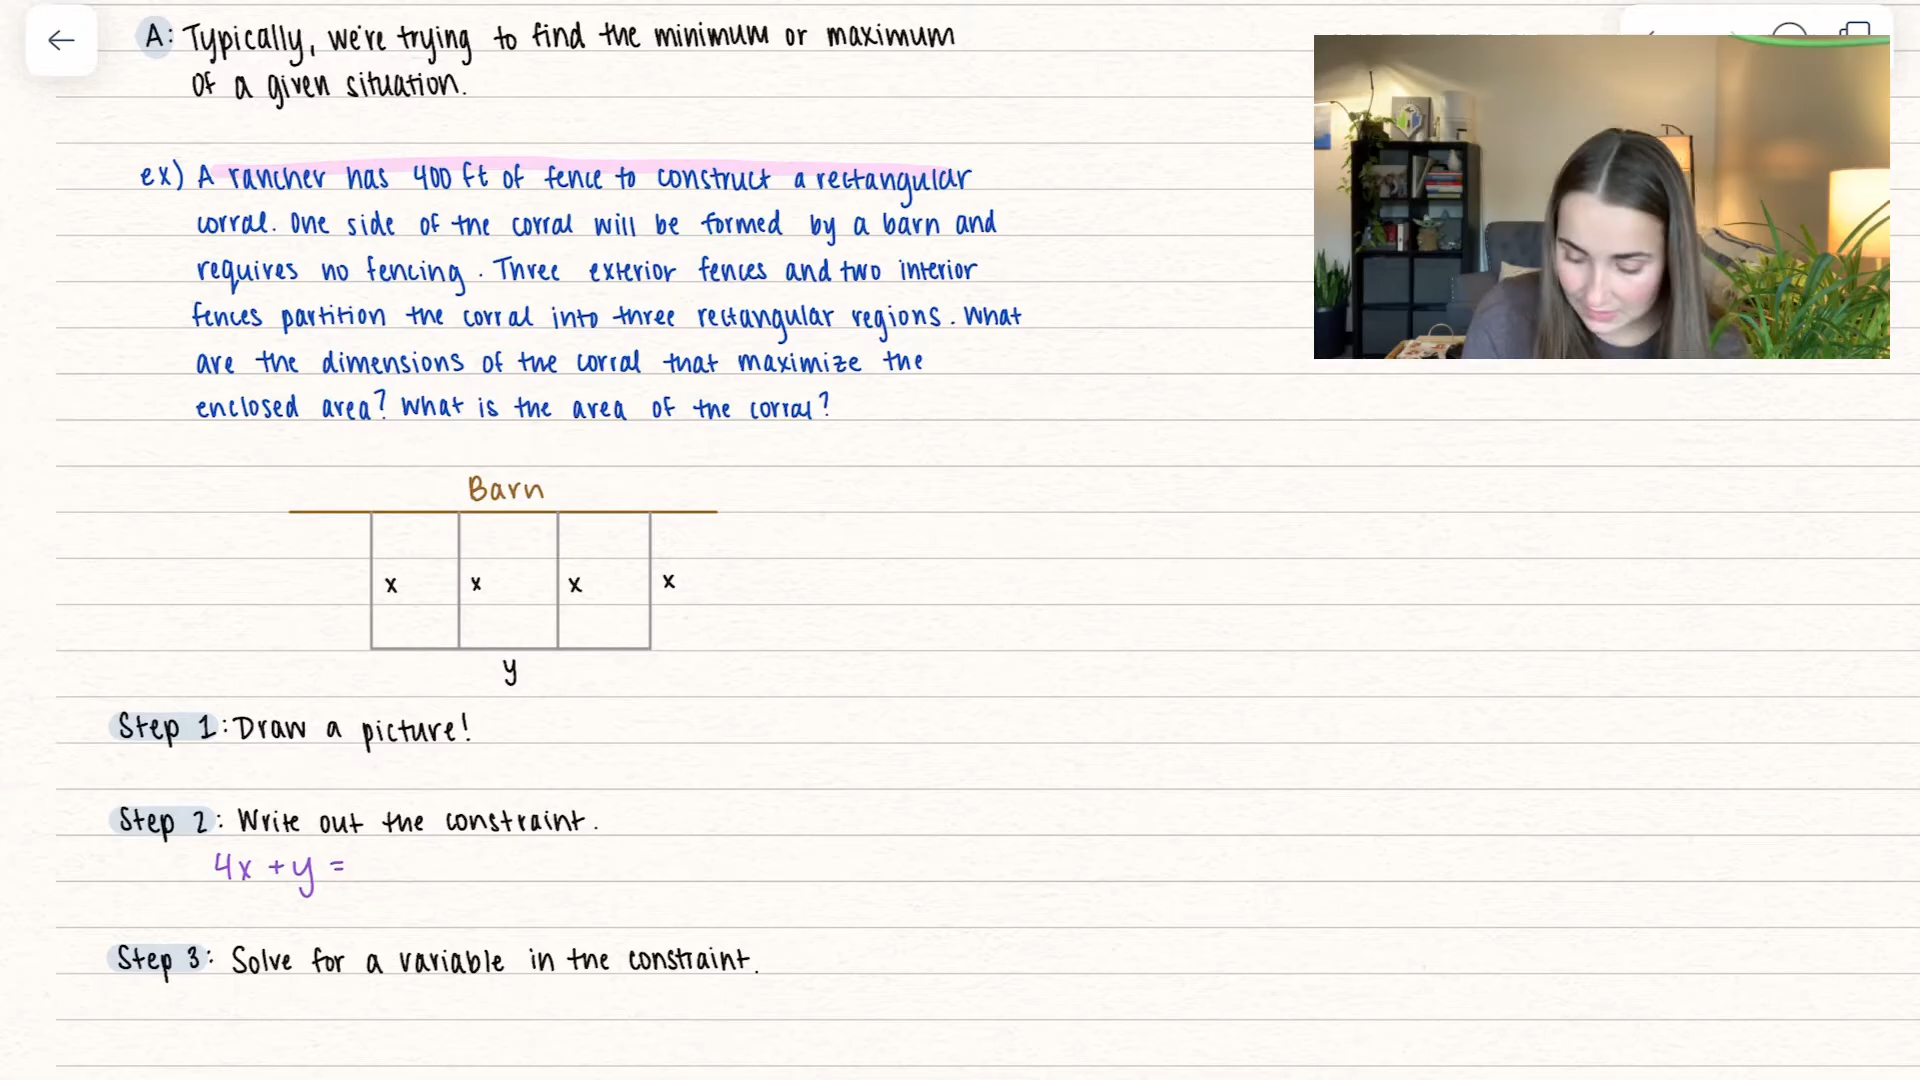 A: Typically, we're trying to find the minimum or maximum
of a given situation.
ex) A rancher has 400 ft of fence to construct a rectangular
corral. One side of the corral will be formed by a barn and
requires no fencing. Three exterior fences and two interior
fences partition the corral into three rectangular regions. What
are the dimensions of the corral that maximize the
enclosed area? What is the area of the corral?
Barn
x x x x
y
Step 1: Draw a picture!
Step 2: Write out the constraint.
4x + y =
Step 3: Solve for a variable in the constraint.